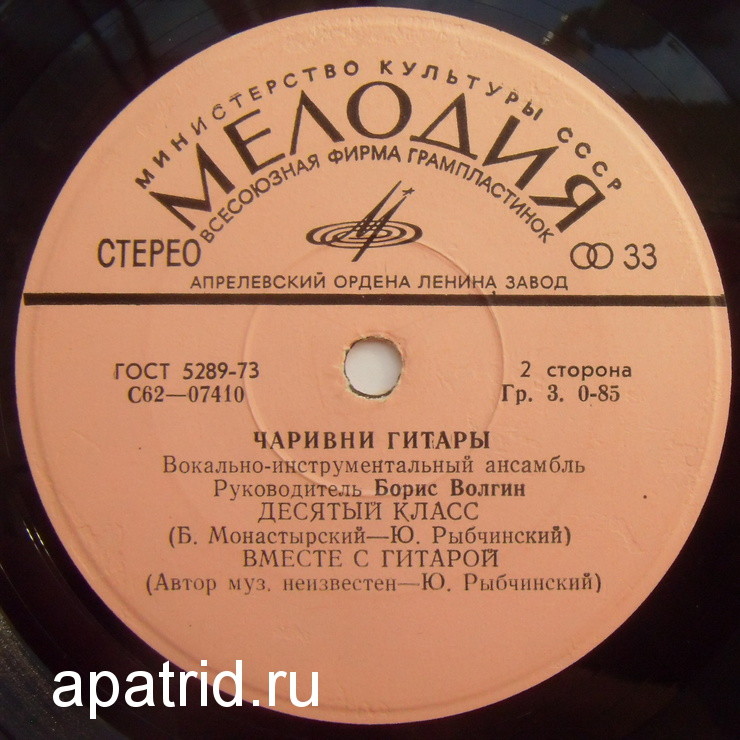 МИНИСТЕРСТВО КУЛЬТУРЫ СССР
МЕЛОДИЯ
ВСЕСОЮЗНАЯ ФИРМА ГРАМПЛАСТИНОК
СТЕРЕО
33
АПРЕЛЕВСКИЙ ОРДЕНА ЛЕНИНА ЗАВОД
ГОСТ 5289-73
2 сторона
С62—07410
Гр. 3. 0-85
ЧАРИВНИ ГИТАРЫ
Вокально-инструментальный ансамбль
Руководитель Борис Волгин
ДЕСЯТЫЙ КЛАСС
(Б. Монастырский—Ю. Рыбчинский)
ВМЕСТЕ С ГИТАРОЙ
(Автор муз. неизвестен—Ю. Рыбчинский)
apatrid.ru